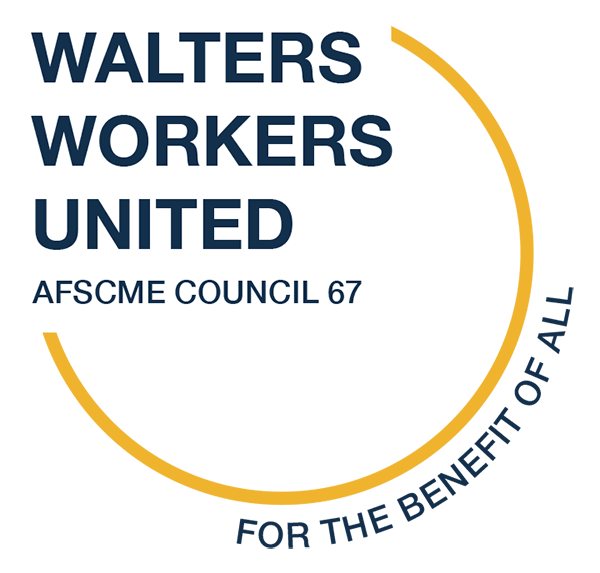 WALTERS
WORKERS
UNITED
AFSCME COUNCIL 67
FOR THE BENEFIT OF ALL